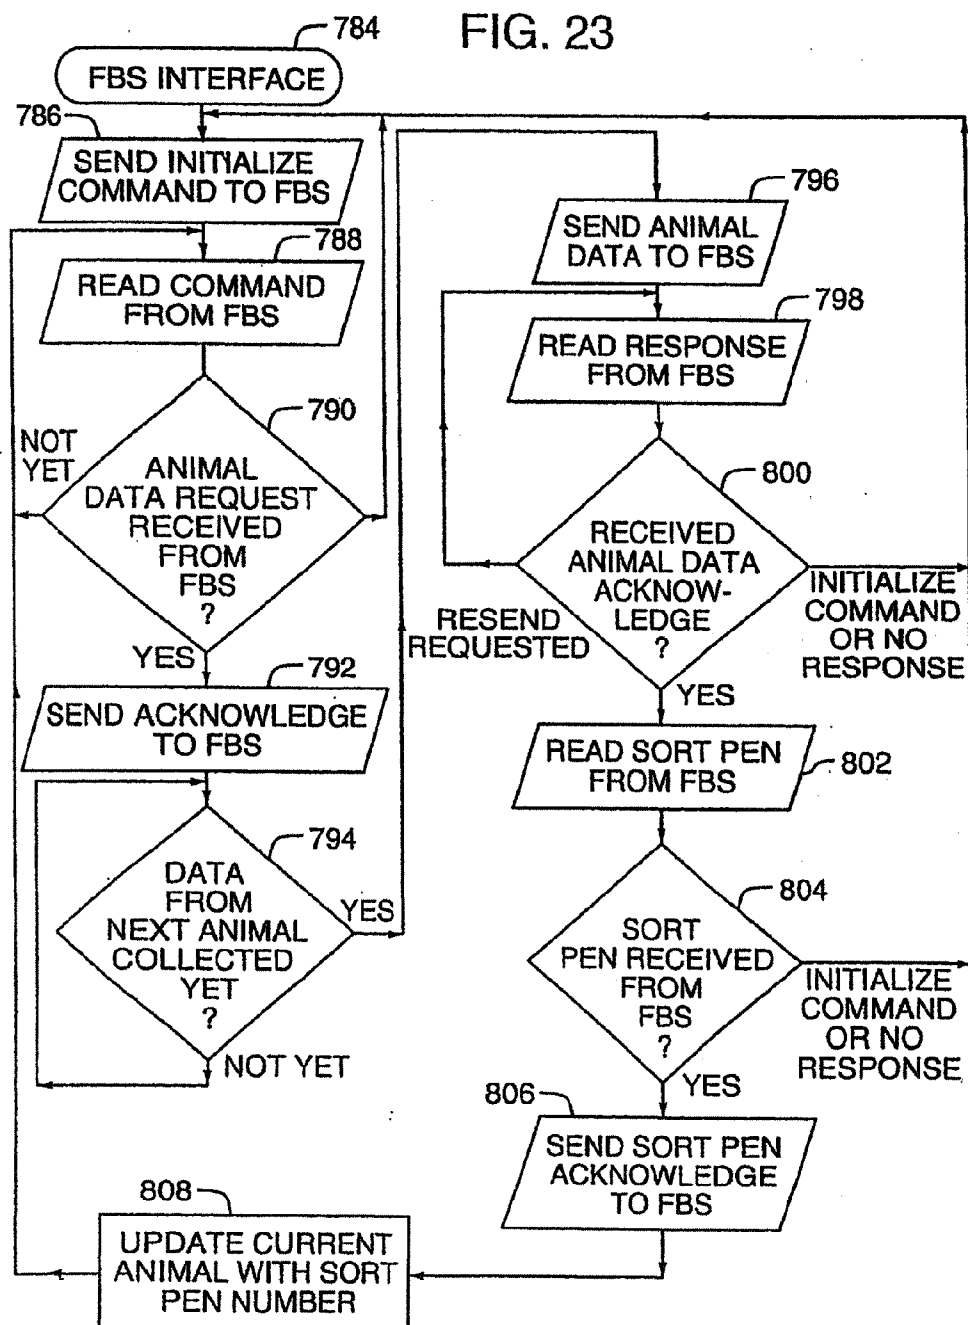 FIG. 23
784
FBS INTERFACE
786
SEND INITIALIZE
COMMAND TO FBS
788
READ COMMAND
FROM FBS
790
NOT
YET
ANIMAL
DATA REQUEST
RECEIVED
FROM
FBS
?
YES
792
SEND ACKNOWLEDGE
TO FBS
794
DATA
FROM
NEXT ANIMAL
COLLECTED
YET
?
YES
NOT YET
796
SEND ANIMAL
DATA TO FBS
798
READ RESPONSE
FROM FBS
800
RECEIVED
ANIMAL DATA
ACKNOW-
LEDGE
?
RESEND
REQUESTED
INITIALIZE
COMMAND
OR NO
RESPONSE
YES
READ SORT PEN
FROM FBS
802
804
SORT
PEN RECEIVED
FROM
FBS
?
INITIALIZE
COMMAND
OR NO
RESPONSE
YES
806
SEND SORT PEN
ACKNOWLEDGE
TO FBS
808
UPDATE CURRENT
ANIMAL WITH SORT
PEN NUMBER